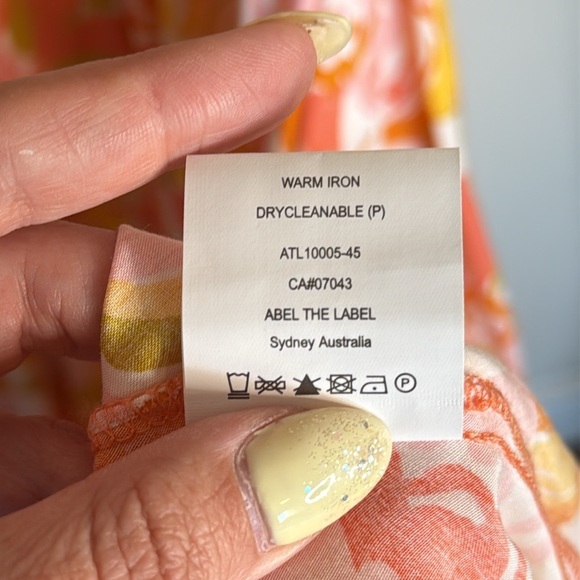 WARM IRON
DRYCLEANABLE (P)
ATL10005-45
CA#07043
ABEL THE LABEL
Sydney Australia
P